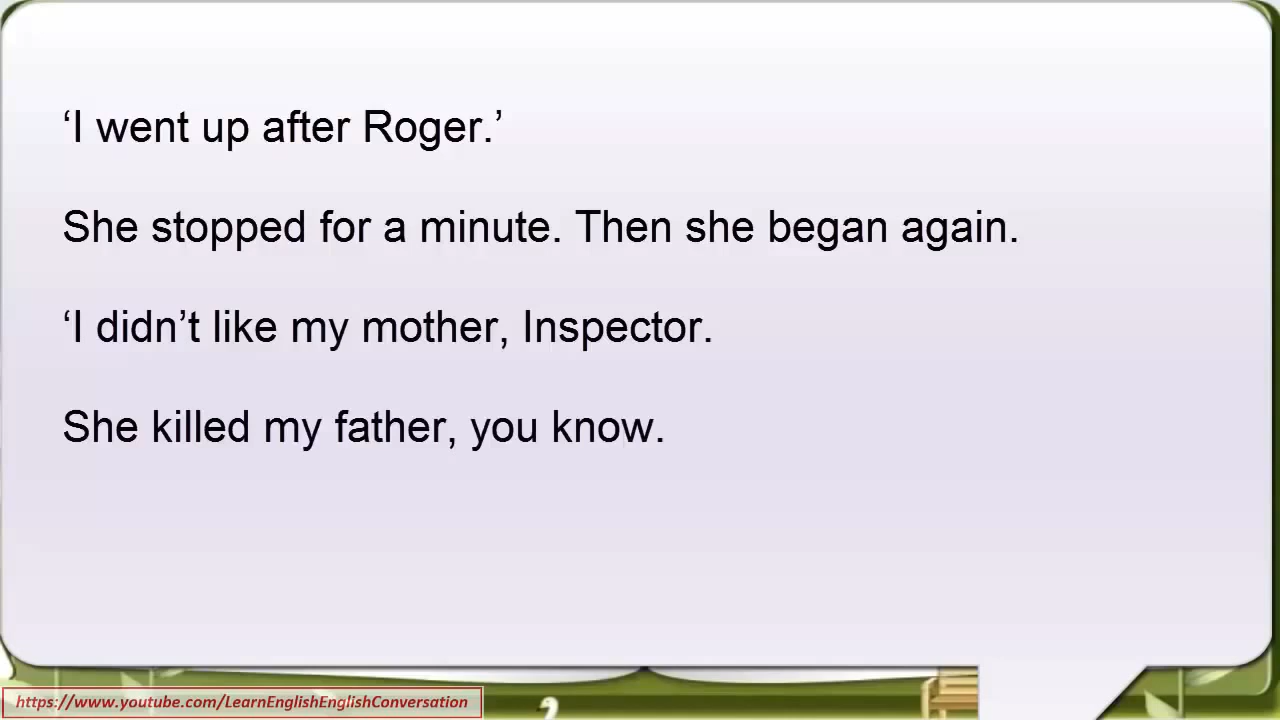 ‘I went up after Roger.’
She stopped for a minute. Then she began again.
‘I didn’t like my mother, Inspector.
She killed my father, you know.
https://www.youtube.com/LearnEnglishEnglishConversation